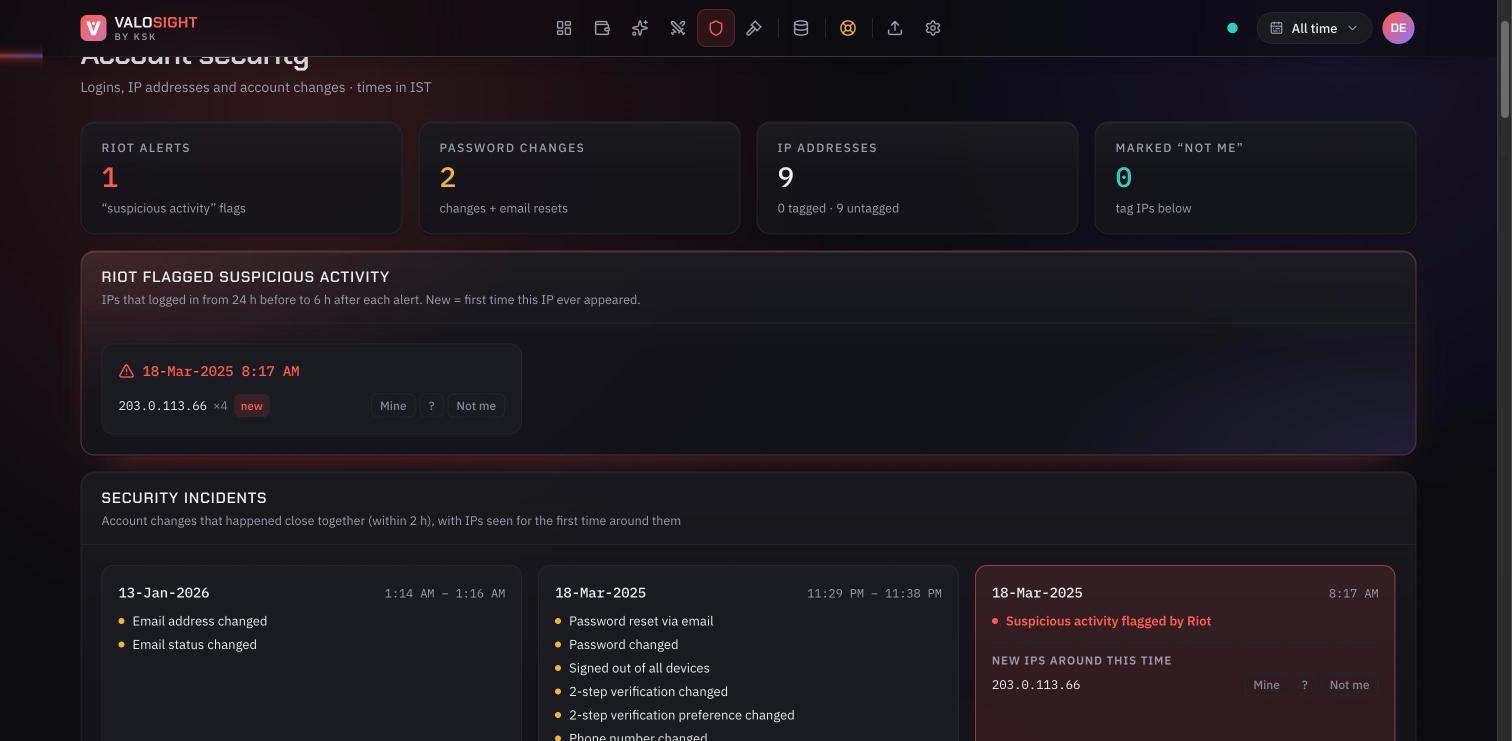 VALOSIGHT
BY KSK
All time
DE
Account security
Logins, IP addresses and account changes · times in IST
RIOT ALERTS
1
“suspicious activity” flags
PASSWORD CHANGES
2
changes + email resets
IP ADDRESSES
9
0 tagged · 9 untagged
MARKED “NOT ME”
0
tag IPs below
RIOT FLAGGED SUSPICIOUS ACTIVITY
IPs that logged in from 24 h before to 6 h after each alert. New = first time this IP ever appeared.
18-Mar-2025 8:17 AM
203.0.113.66 ×4 new Mine ? Not me
SECURITY INCIDENTS
Account changes that happened close together (within 2 h), with IPs seen for the first time around them
13-Jan-2026 1:14 AM – 1:16 AM
Email address changed
Email status changed
18-Mar-2025 11:29 PM – 11:38 PM
Password reset via email
Password changed
Signed out of all devices
2-step verification changed
2-step verification preference changed
Phone number changed
18-Mar-2025 8:17 AM
Suspicious activity flagged by Riot
NEW IPS AROUND THIS TIME
203.0.113.66 Mine ? Not me